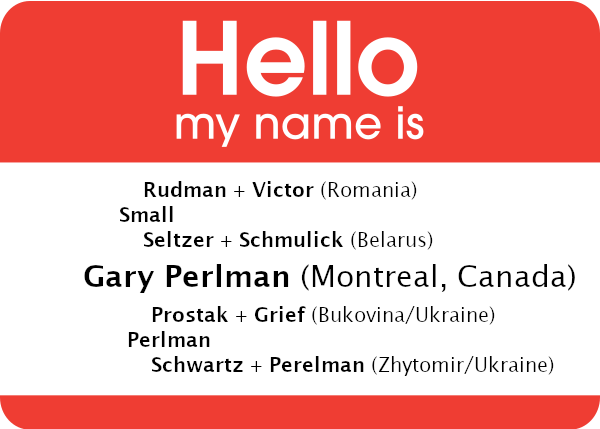 Hello
my name is
Rudman + Victor (Romania)
Small
Seltzer + Schmulick (Belarus)
Gary Perlman (Montreal, Canada)
Prostak + Grief (Bukovina/Ukraine)
Perlman
Schwartz + Perelman (Zhytomir/Ukraine)